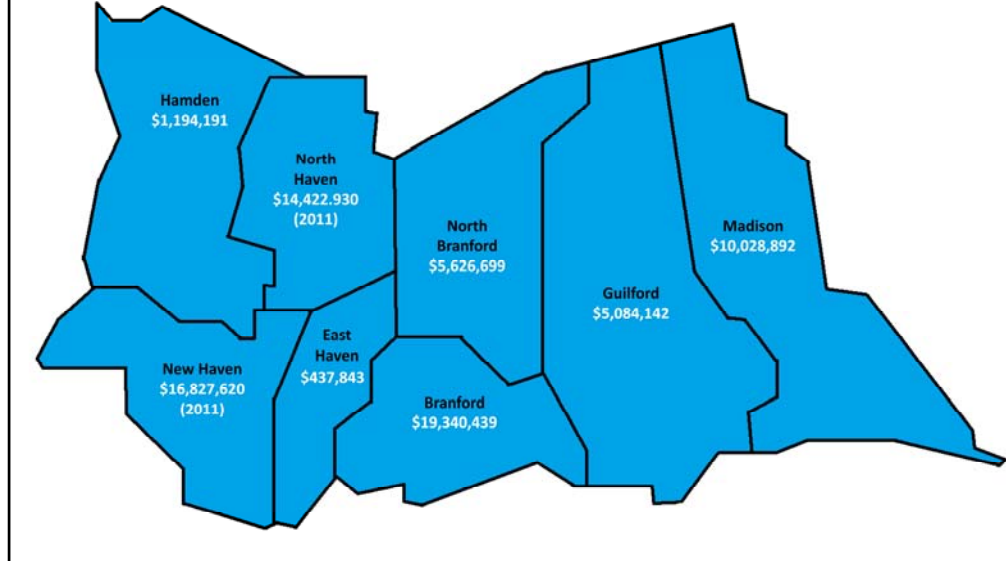 Hamden
$1,194,191
North
Haven
$14,422.930
(2011)
North
Branford
$5,626,699
Madison
$10,028,892
Guilford
$5,084,142
East
Haven
$437,843
New Haven
$16,827,620
(2011)
Branford
$19,340,439